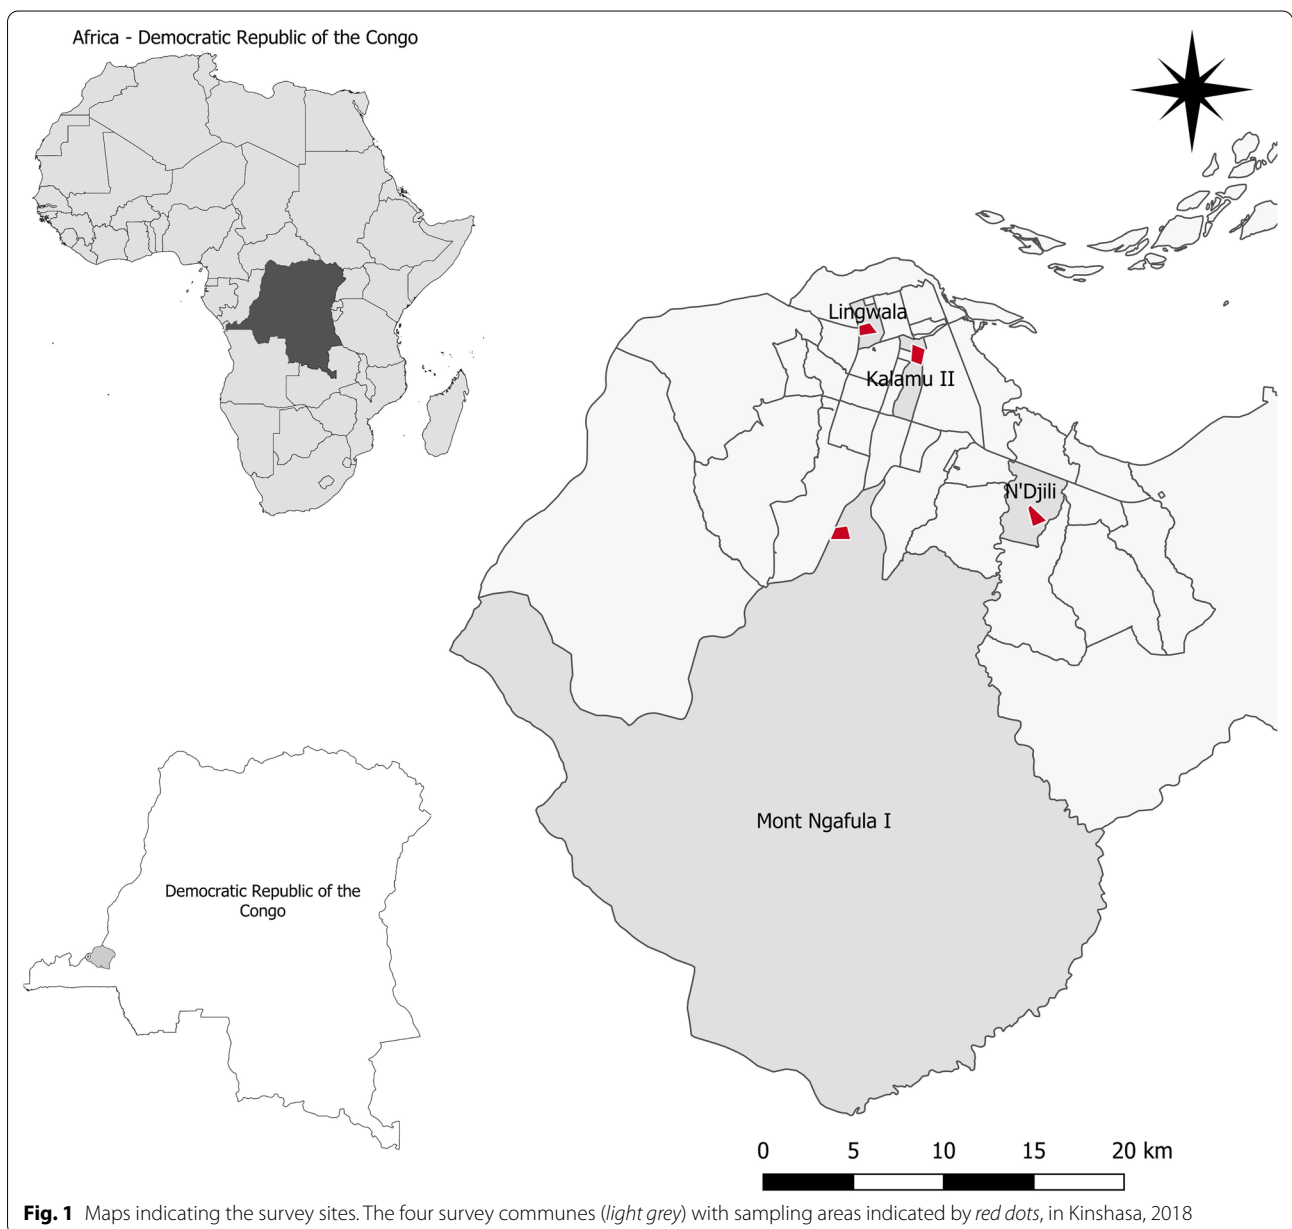 Africa - Democratic Republic of the Congo
Lingwala
Kalamu II
N'Djili
Mont Ngafula I
Democratic Republic of the
Congo
0 5 10 15 20 km
Fig. 1 Maps indicating the survey sites. The four survey communes (light grey) with sampling areas indicated by red dots, in Kinshasa, 2018